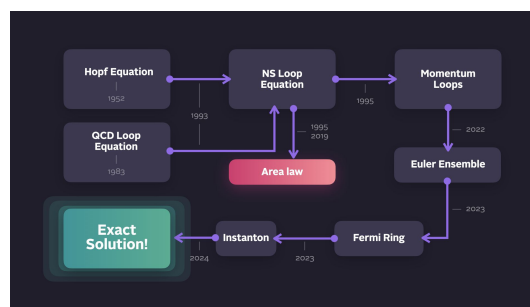 Hopf Equation
1952
1993
NS Loop
Equation
1995
Momentum
Loops
QCD Loop
Equation
1983
1995
2019
Area law
2022
Euler Ensemble
2023
Exact
Solution!
2024
Instanton
2023
Fermi Ring